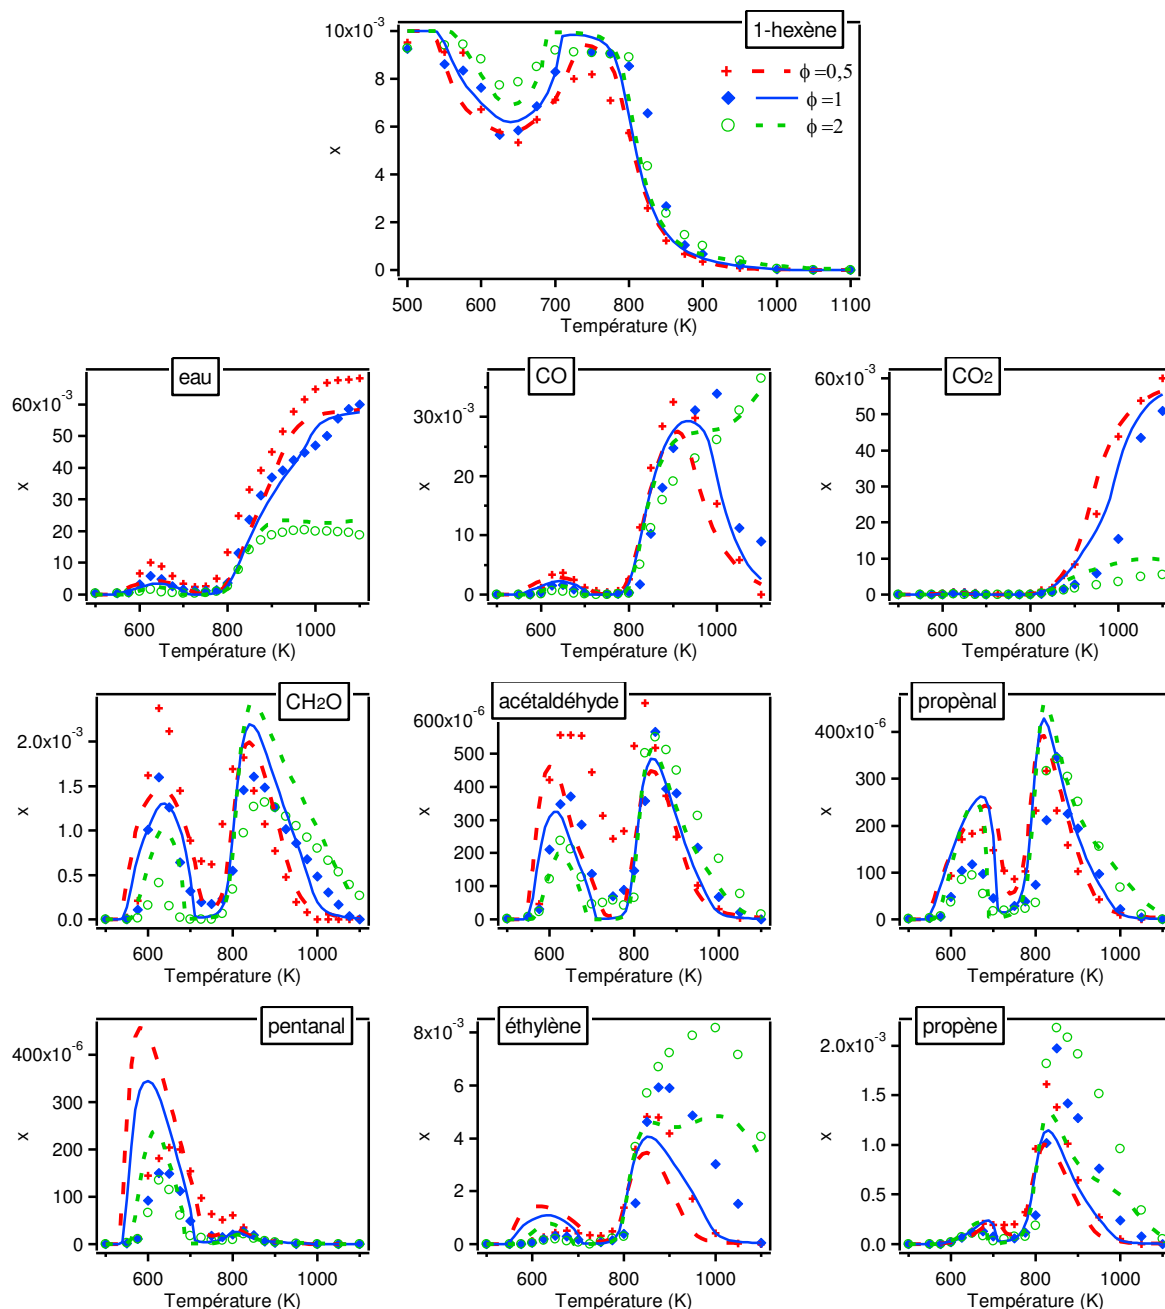 1-hexène
10x10-3
8
6
4
2
0
x
ϕ =0,5
ϕ =1
ϕ =2
500 600 700 800 900 1000 1100
Température (K)
eau
60x10-3
50
40
30
20
10
0
x
600 800 1000
Température (K)
CO
30x10-3
20
10
0
x
600 800 1000
Température (K)
CO2
60x10-3
50
40
30
20
10
0
x
600 800 1000
Température (K)
CH2O
2.0x10-3
1.5
1.0
0.5
0.0
x
600 800 1000
Température (K)
acétaldéhyde
600x10-6
500
400
300
200
100
0
x
600 800 1000
Température (K)
propènal
400x10-6
300
200
100
0
x
600 800 1000
Température (K)
pentanal
400x10-6
300
200
100
0
x
600 800 1000
Température (K)
éthylène
8x10-3
6
4
2
0
x
600 800 1000
Température (K)
propène
2.0x10-3
1.5
1.0
0.5
0.0
x
600 800 1000
Température (K)